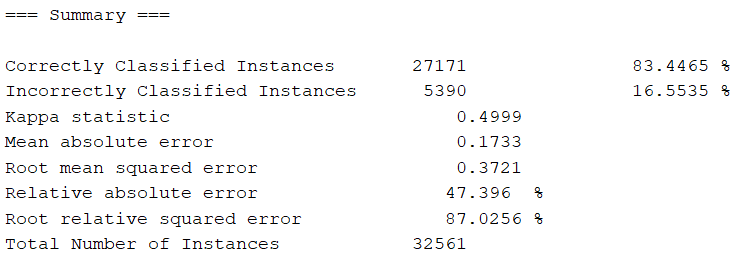 === Summary ===
Correctly Classified Instances 27171 83.4465 %
Incorrectly Classified Instances 5390 16.5535 %
Kappa statistic 0.4999
Mean absolute error 0.1733
Root mean squared error 0.3721
Relative absolute error 47.396 %
Root relative squared error 87.0256 %
Total Number of Instances 32561